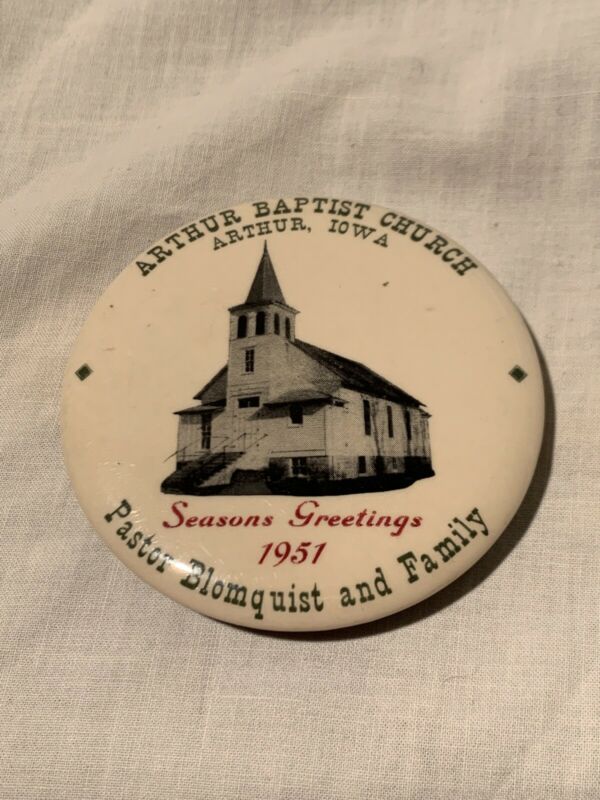 ARTHUR BAPTIST CHURCH
ARTHUR, IOWA
Seasons Greetings
1951
Pastor Blomquist and Family